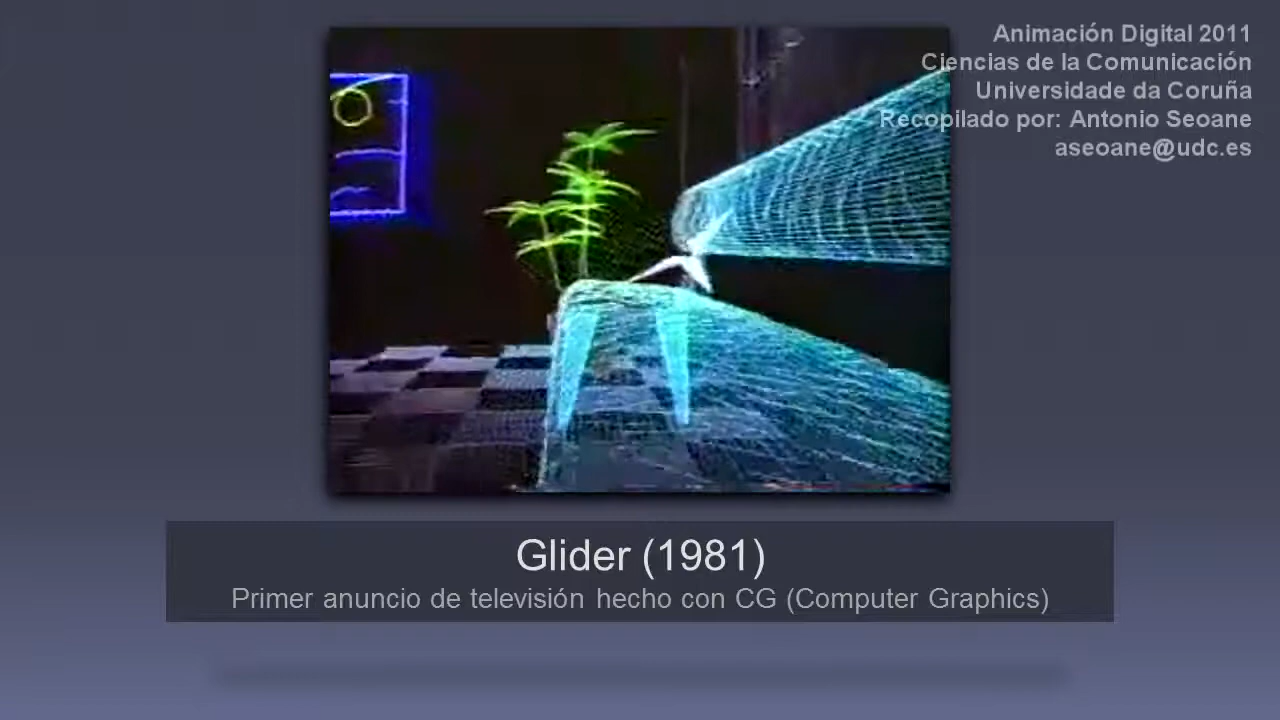 Animación Digital 2011
Ciencias de la Comunicación
Universidade da Coruña
Recopilado por: Antonio Seoane
aseoane@udc.es
Glider (1981)
Primer anuncio de televisión hecho con CG (Computer Graphics)